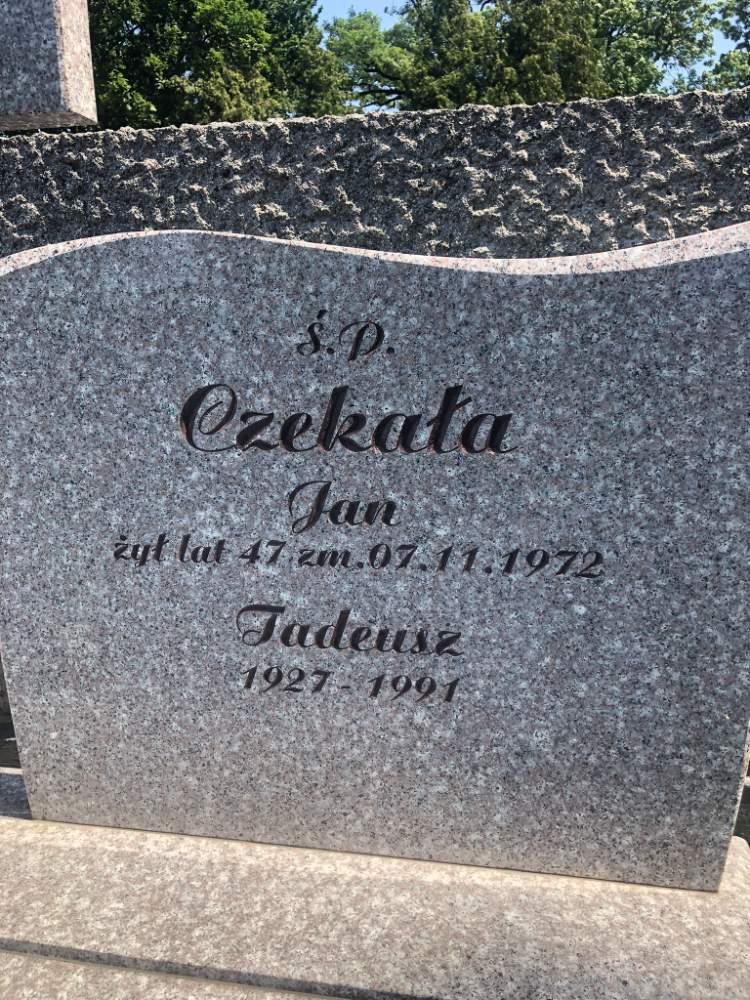 ś.p.
Czekała
Jan
żył lat 47 zm.07.11.1972
Tadeusz
1927 - 1991